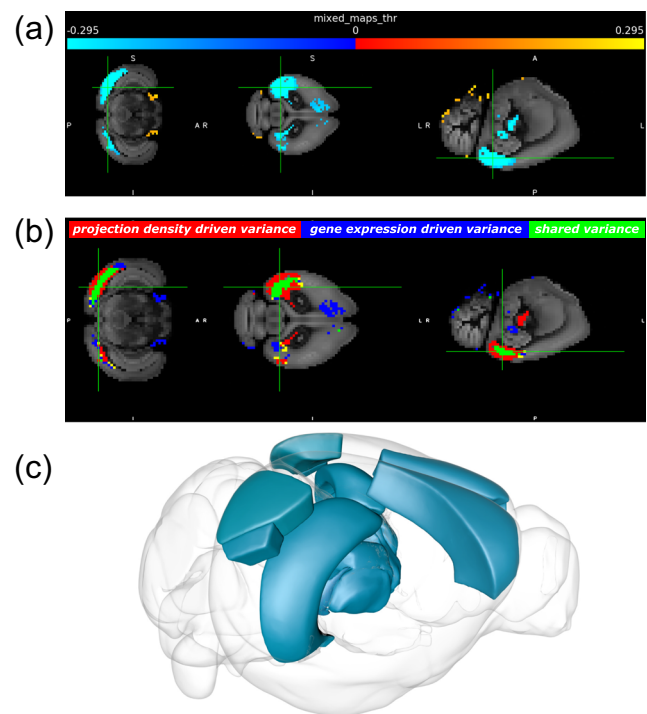 (a)
mixed_maps_thr
-0.295 0 0.295
S S A
P A R L R L
I I P
(b)
projection density driven variance gene expression driven variance shared variance
P A R L R L
I I P
(c)